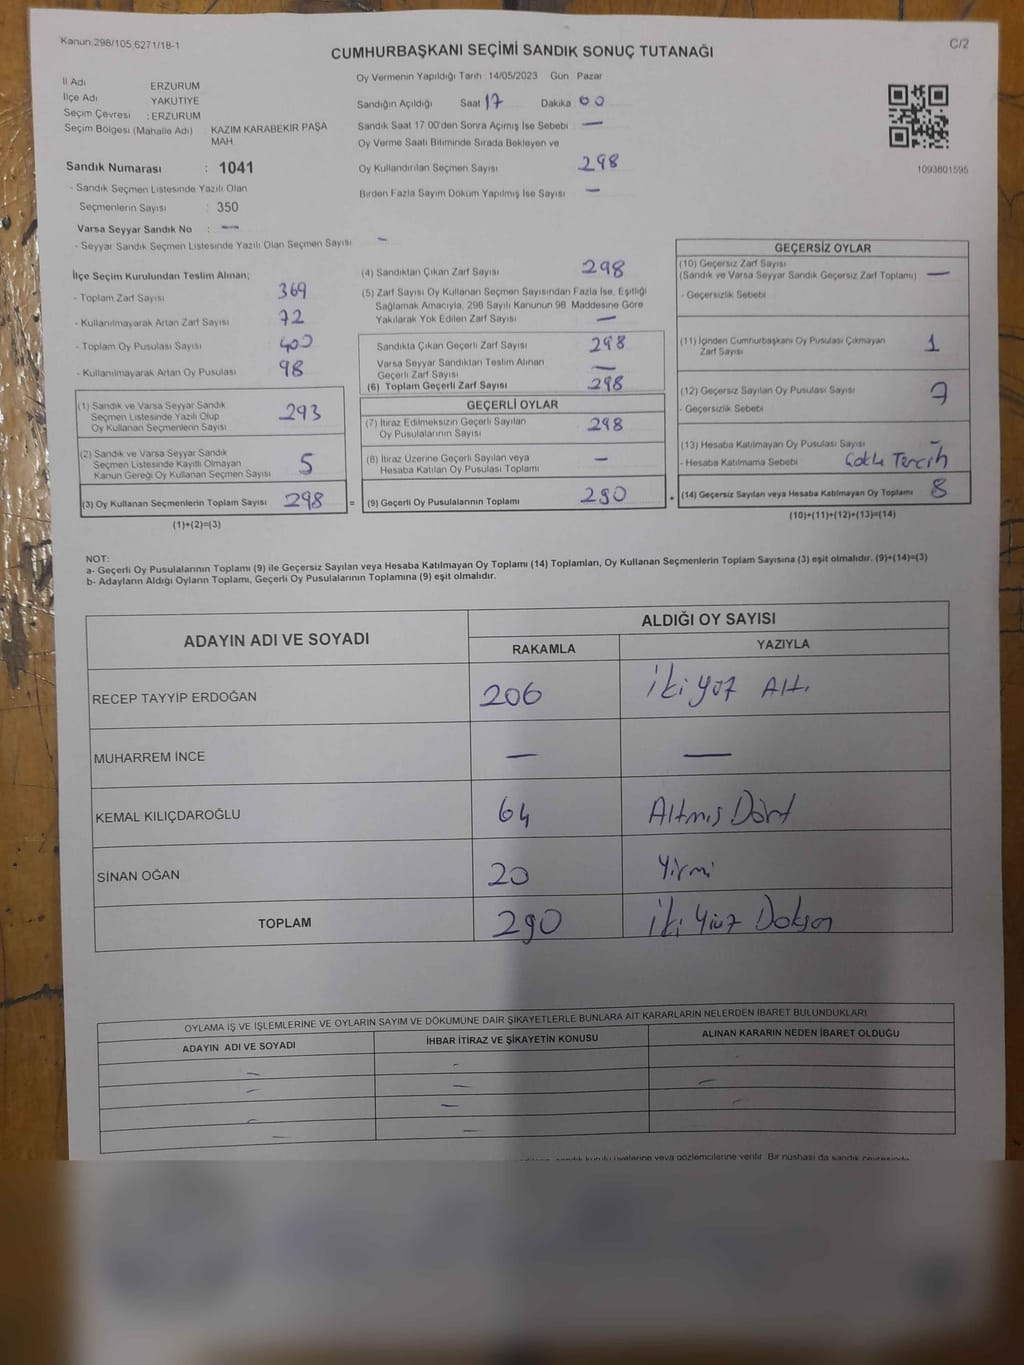 Kanun:298/105;6271/18-1
C/2
CUMHURBAŞKANI SEÇİMİ SANDIK SONUÇ TUTANAĞI
İl Adı ERZURUM
İlçe Adı YAKUTİYE
Seçim Çevresi : ERZURUM
Seçim Bölgesi (Mahalle Adı) KAZIM KARABEKİR PAŞA
MAH
Sandık Numarası : 1041
- Sandık Seçmen Listesinde Yazılı Olan
Seçmenlerin Sayısı : 350
Varsa Seyyar Sandık No : —
- Seyyar Sandık Seçmen Listesinde Yazılı Olan Seçmen Sayısı –
Oy Vermenin Yapıldığı Tarih 14/05/2023 Gün Pazar
Sandığın Açıldığı Saat 17 Dakika 00
Sandık Saat 17:00'den Sonra Açımış İse Sebebi —
Oy Verme Saati Bitiminde Sırada Bekleyen ve
Oy Kullandırılan Seçmen Sayısı 298
Birden Fazla Sayım Döküm Yapılmış İse Sayısı –
1093801595
İlçe Seçim Kurulundan Teslim Alınan;
- Toplam Zarf Sayısı 369
- Kullanılmayarak Artan Zarf Sayısı 72
- Toplam Oy Pusulası Sayısı 400
- Kullanılmayarak Artan Oy Pusulası 98
(1) Sandık ve Varsa Seyyar Sandık
Seçmen Listesinde Yazılı Olup
Oy Kullanan Seçmenlerin Sayısı 293
(2) Sandık ve Varsa Seyyar Sandık
Seçmen Listesinde Kayıtlı Olmayan
Kanun Gereği Oy Kullanan Seçmen Sayısı 5
(3) Oy Kullanan Seçmenlerin Toplam Sayısı 298 =
(1)+(2)=(3)
(4) Sandıktan Çıkan Zarf Sayısı 298
(5) Zarf Sayısı Oy Kullanan Seçmen Sayısından Fazla İse, Eşitliği
Sağlamak Amacıyla, 298 Sayılı Kanunun 98. Maddesine Göre
Yakılarak Yok Edilen Zarf Sayısı —
Sandıkta Çıkan Geçerli Zarf Sayısı 298
Varsa Seyyar Sandıktan Teslim Alınan
Geçerli Zarf Sayısı —
(6) Toplam Geçerli Zarf Sayısı 298
GEÇERLİ OYLAR
(7) İtiraz Edilmeksizin Geçerli Sayılan
Oy Pusulalarının Sayısı 298
(8) İtiraz Üzerine Geçerli Sayılan veya
Hesaba Katılan Oy Pusulası Toplamı –
(9) Geçerli Oy Pusulalarının Toplamı 290 +
GEÇERSİZ OYLAR
(10) Geçersiz Zarf Sayısı
(Sandık ve Varsa Seyyar Sandık Geçersiz Zarf Toplamı) —
- Geçersizlik Sebebi
(11) İçinden Cumhurbaşkanı Oy Pusulası Çıkmayan
Zarf Sayısı 1
(12) Geçersiz Sayılan Oy Pusulası Sayısı 7
- Geçersizlik Sebebi
(13) Hesaba Katılmayan Oy Pusulası Sayısı –
- Hesaba Katılmama Sebebi Çoklu Tercih
(14) Geçersiz Sayılan veya Hesaba Katılmayan Oy Toplamı 8
(10)+(11)+(12)+(13)=(14)
NOT:
a- Geçerli Oy Pusulalarının Toplamı (9) ile Geçersiz Sayılan veya Hesaba Katılmayan Oy Toplamı (14) Toplamları, Oy Kullanan Seçmenlerin Toplam Sayısına (3) eşit olmalıdır. (9)+(14)=(3)
b- Adayların Aldığı Oyların Toplamı, Geçerli Oy Pusulalarının Toplamına (9) eşit olmalıdır.
ADAYIN ADI VE SOYADI ALDIĞI OY SAYISI
RAKAMLA YAZIYLA
RECEP TAYYİP ERDOĞAN 206 İki yüz Altı
MUHARREM İNCE — —
KEMAL KILIÇDAROĞLU 64 Altmış Dört
SİNAN OĞAN 20 Yirmi
TOPLAM 290 İki Yüz Doksan
OYLAMA İŞ VE İŞLEMLERİNE VE OYLARIN SAYIM VE DÖKÜMÜNE DAİR ŞİKAYETLERLE BUNLARA AİT KARARLARIN NELERDEN İBARET BULUNDUKLARI
ADAYIN ADI VE SOYADI İHBAR İTİRAZ VE ŞİKAYETİN KONUSU ALINAN KARARIN NEDEN İBARET OLDUĞU
sandık kurulu üyelerine veya gözlemcilerine verilir. Bir nüshası da sandık çevresinde